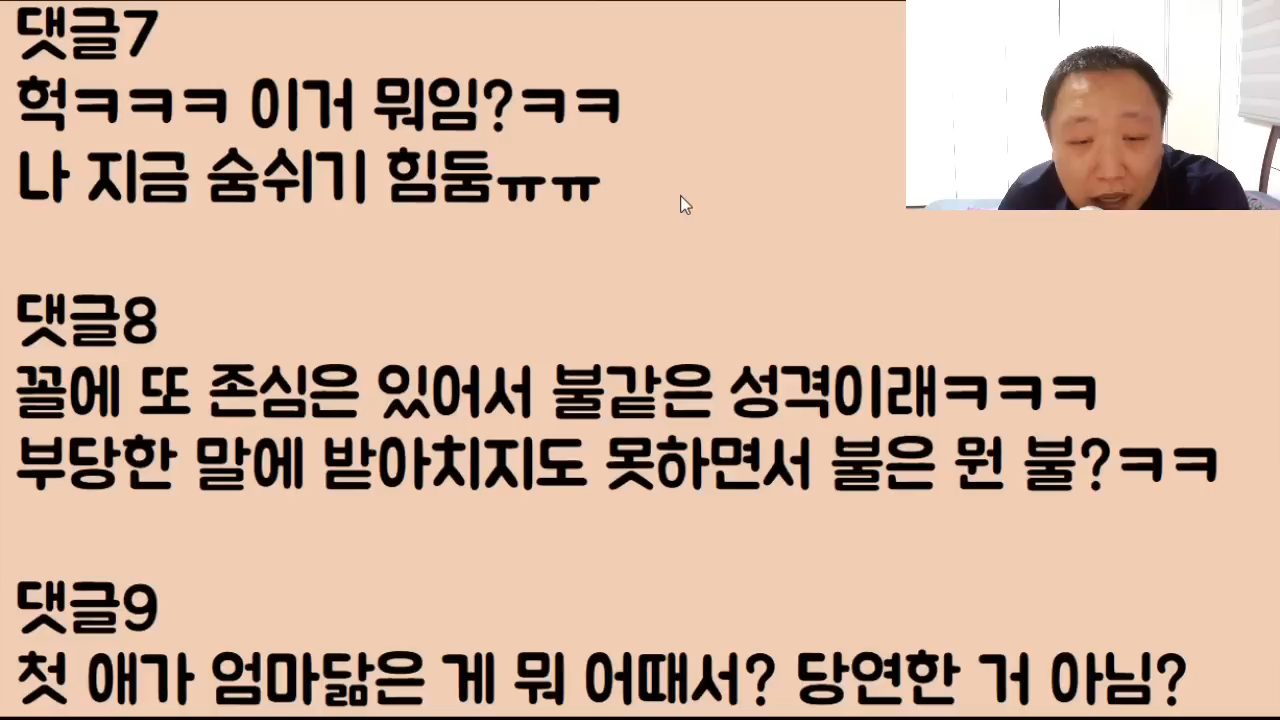 댓글7
헉ㅋㅋㅋ 이거 뭐임?ㅋㅋ
나 지금 숨쉬기 힘둠ㅠㅠ
댓글8
꼴에 또 존심은 있어서 불같은 성격이래ㅋㅋㅋ
부당한 말에 받아치지도 못하면서 불은 뭔 불?ㅋㅋ
댓글9
첫 애가 엄마닮은 게 뭐 어때서? 당연한 거 아님?